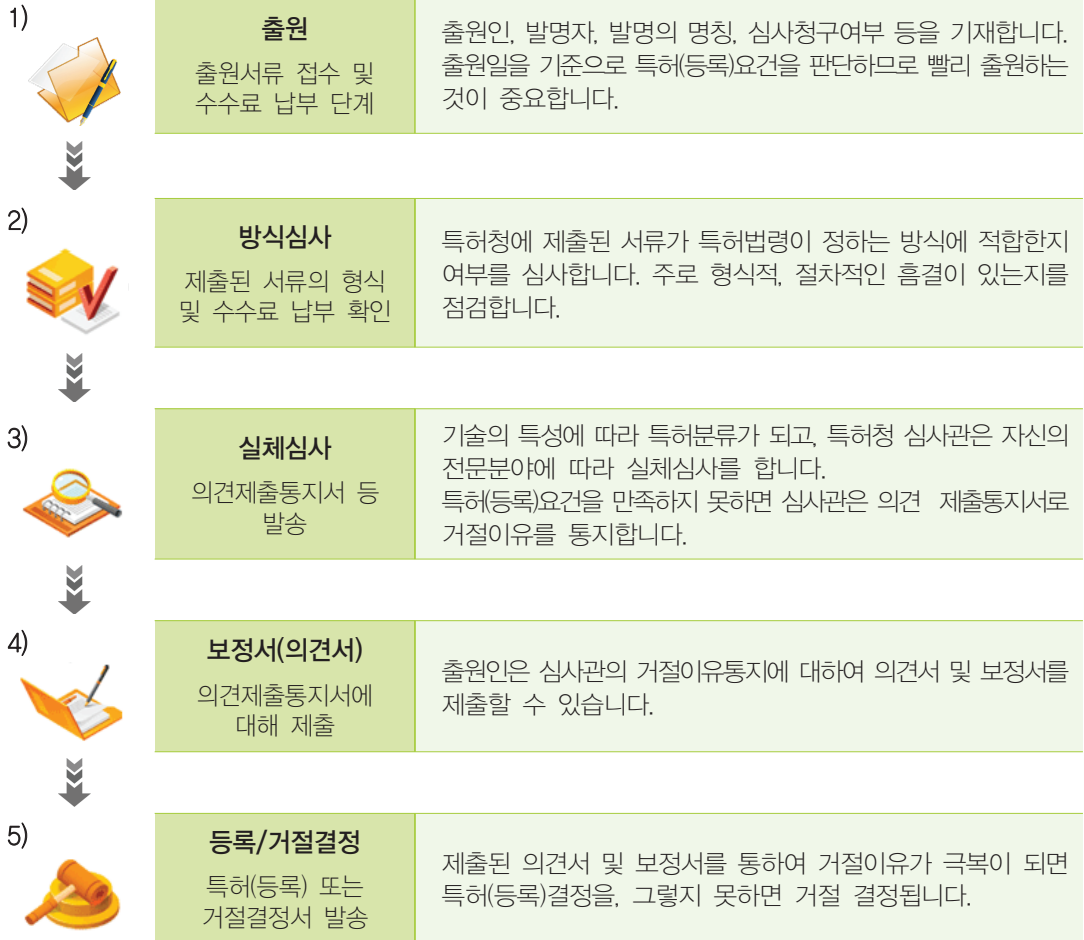 1)
출원
출원서류 접수 및
수수료 납부 단계
출원인, 발명자, 발명의 명칭, 심사청구여부 등을 기재합니다.
출원일을 기준으로 특허(등록)요건을 판단하므로 빨리 출원하는
것이 중요합니다.
2)
방식심사
제출된 서류의 형식
및 수수료 납부 확인
특허청에 제출된 서류가 특허법령이 정하는 방식에 적합한지
여부를 심사합니다. 주로 형식적, 절차적인 흠결이 있는지를
점검합니다.
3)
실체심사
의견제출통지서 등
발송
기술의 특성에 따라 특허분류가 되고, 특허청 심사관은 자신의
전문분야에 따라 실체심사를 합니다.
특허(등록)요건을 만족하지 못하면 심사관은 의견 제출통지서로
거절이유를 통지합니다.
4)
보정서(의견서)
의견제출통지서에
대해 제출
출원인은 심사관의 거절이유통지에 대하여 의견서 및 보정서를
제출할 수 있습니다.
5)
등록/거절결정
특허(등록) 또는
거절결정서 발송
제출된 의견서 및 보정서를 통하여 거절이유가 극복이 되면
특허(등록)결정을, 그렇지 못하면 거절 결정됩니다.